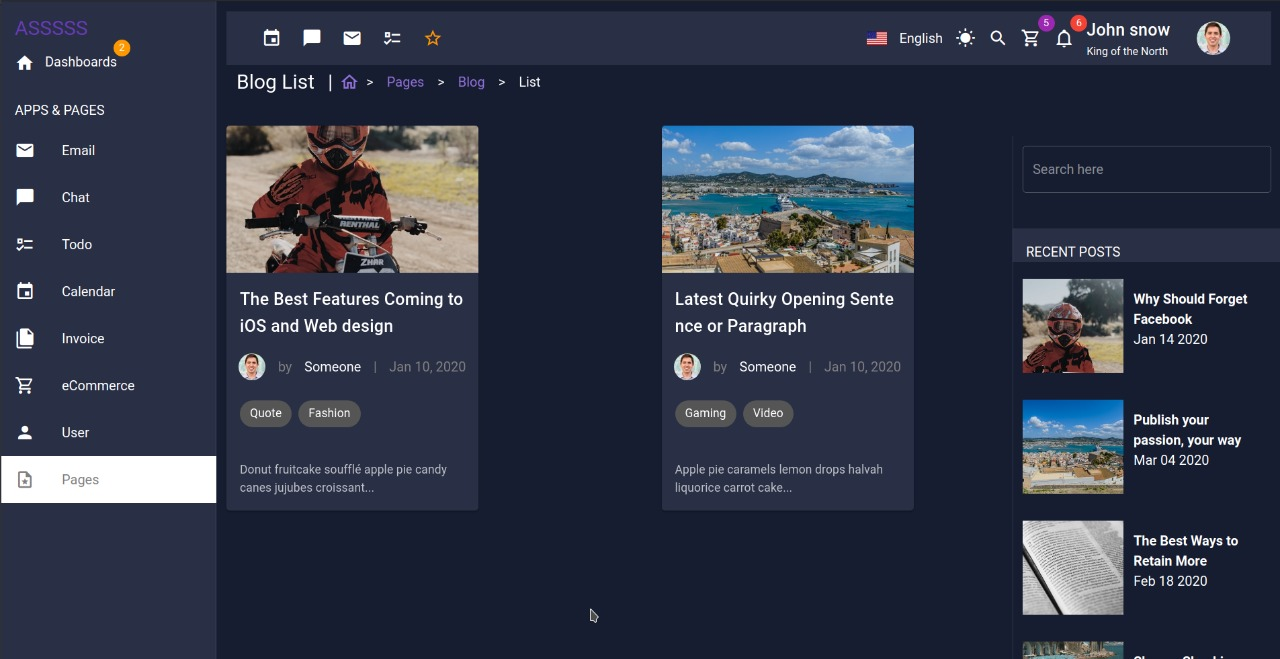 ASSSSS
2
Dashboards
APPS & PAGES
Email
Chat
Todo
Calendar
Invoice
eCommerce
User
Pages
English
5
6
John snow
King of the North
Blog List | > Pages > Blog > List
RENTHAL
ZHAR
The Best Features Coming to
iOS and Web design
by Someone | Jan 10, 2020
Quote Fashion
Donut fruitcake soufflé apple pie candy
canes jujubes croissant...
Latest Quirky Opening Sente
nce or Paragraph
by Someone | Jan 10, 2020
Gaming Video
Apple pie caramels lemon drops halvah
liquorice carrot cake...
Search here
RECENT POSTS
Why Should Forget
Facebook
Jan 14 2020
Publish your
passion, your way
Mar 04 2020
The Best Ways to
Retain More
Feb 18 2020